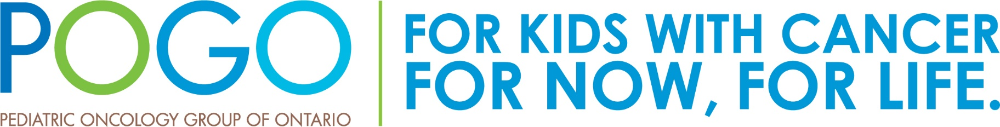 POGO
PEDIATRIC ONCOLOGY GROUP OF ONTARIO
FOR KIDS WITH CANCER
FOR NOW, FOR LIFE.